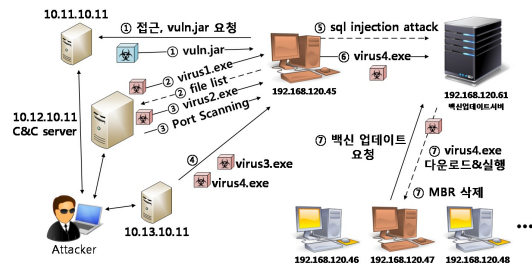 10.11.10.11
① 접근, vuln.jar 요청
① vuln.jar
② virus1.exe
② file list
③ virus2.exe
③ Port Scanning
10.12.10.11
C&C server
192.168.120.45
⑤ sql injection attack
⑥ virus4.exe
192.168.120.61
백신업데이트서버
④
virus3.exe
virus4.exe
⑦ 백신 업데이트
요청
⑦ virus4.exe
다운로드&실행
⑦ MBR 삭제
Attacker
10.13.10.11
192.168.120.46
192.168.120.47
192.168.120.48
...